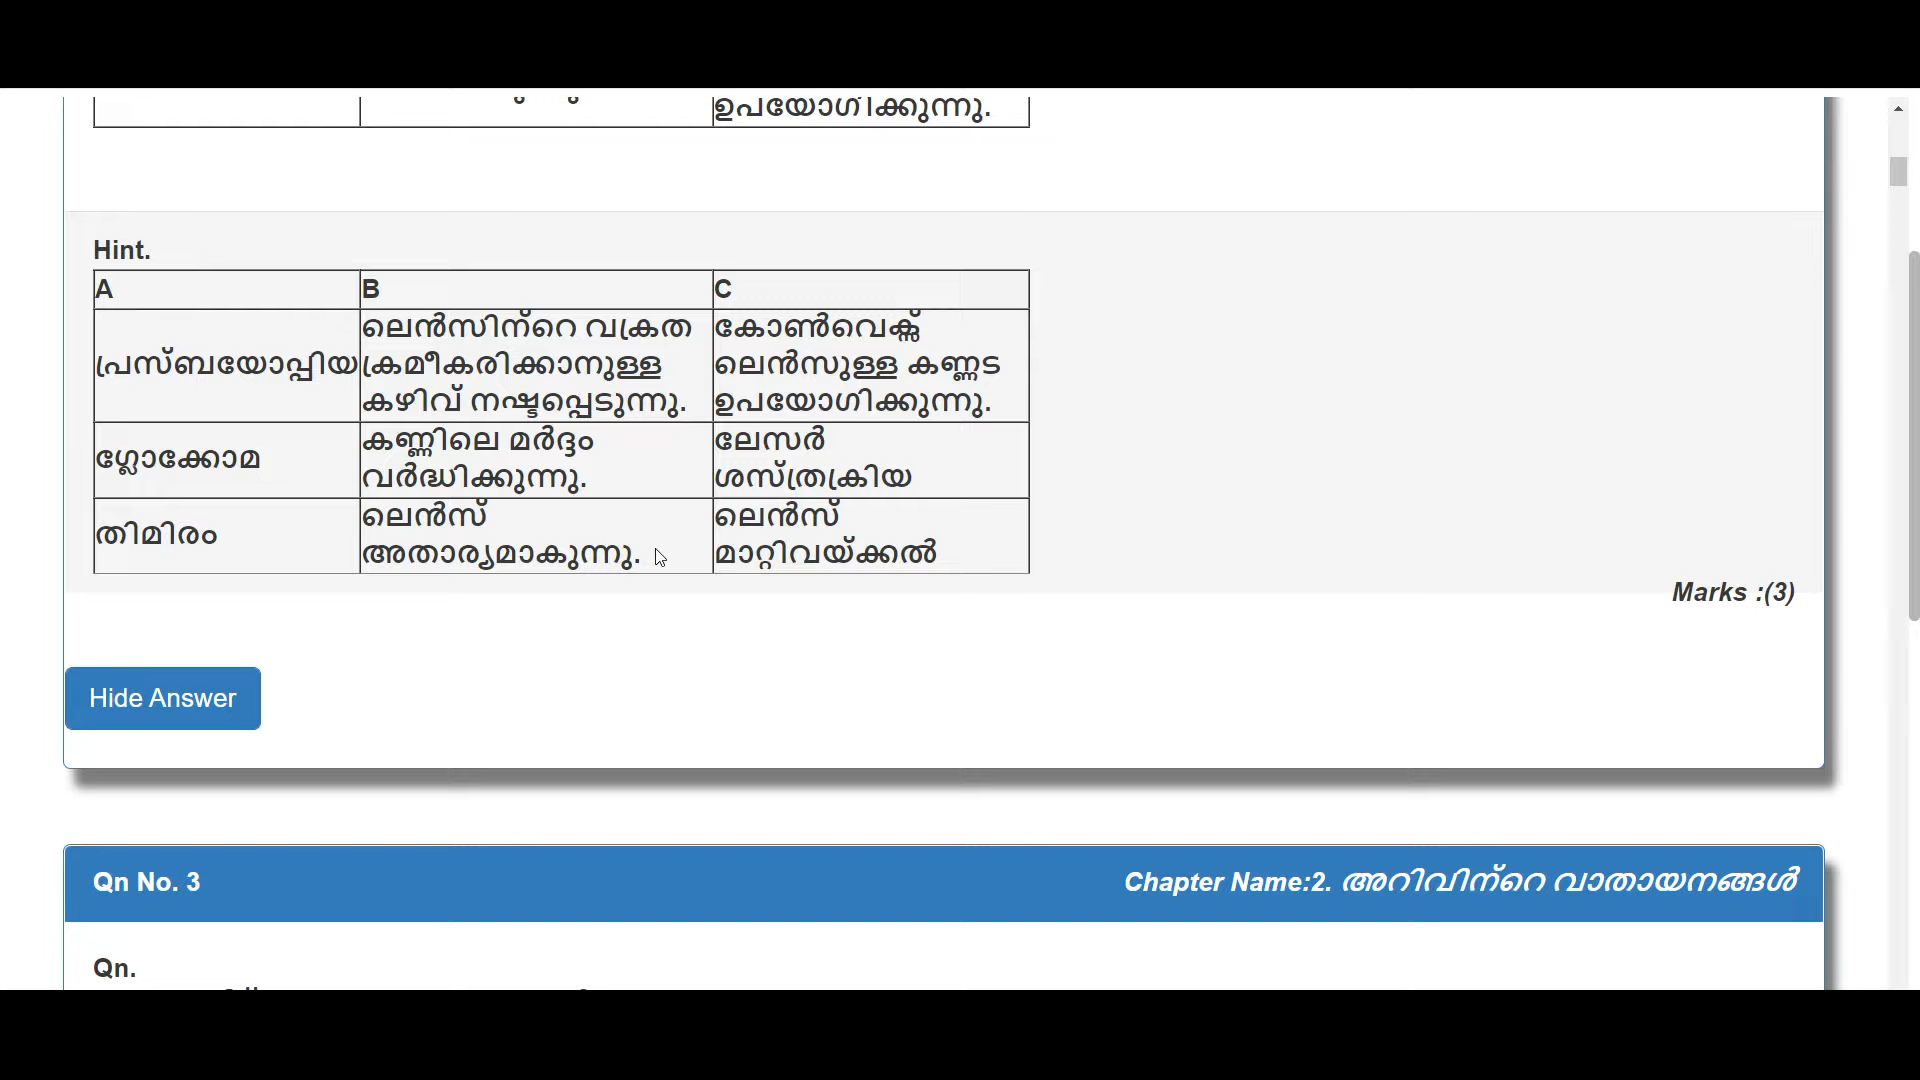 ഉപയോഗിക്കുന്നു.
Hint.
A B C
ലെൻസിന്റെ വക്രത കോൺവെക്സ്
പ്രസ്ബയോപ്പിയ ക്രമീകരിക്കാനുള്ള ലെൻസുള്ള കണ്ണട
കഴിവ് നഷ്ടപ്പെടുന്നു. ഉപയോഗിക്കുന്നു.
കണ്ണിലെ മർദ്ദം ലേസർ
ഗ്ലോക്കോമ
വർദ്ധിക്കുന്നു. ശസ്ത്രക്രിയ
ലെൻസ് ലെൻസ്
തിമിരം
അതാര്യമാകുന്നു. മാറ്റിവയ്ക്കൽ
Marks :(3)
Hide Answer
Qn No. 3 Chapter Name:2. അറിവിന്റെ വാതായനങ്ങൾ
Qn.